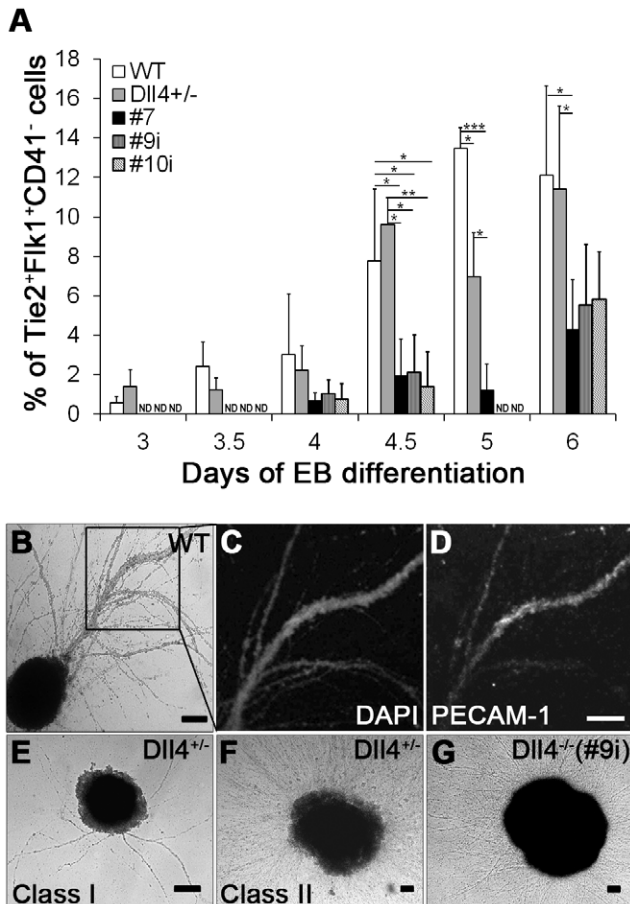 A
% of Tie2⁺Flk1⁺CD41⁻ cells
18
16
14
12
10
8
6
4
2
0
WT
Dll4+/-
#7
#9i
#10i
ND ND ND
ND ND ND
* * * ** * *
*** * *
ND ND
* *
3 3.5 4 4.5 5 6
Days of EB differentiation
B WT
C DAPI
D PECAM-1
E Dll4⁺/⁻ Class I
F Dll4⁺/⁻ Class II
G Dll4⁻/⁻ (#9i)